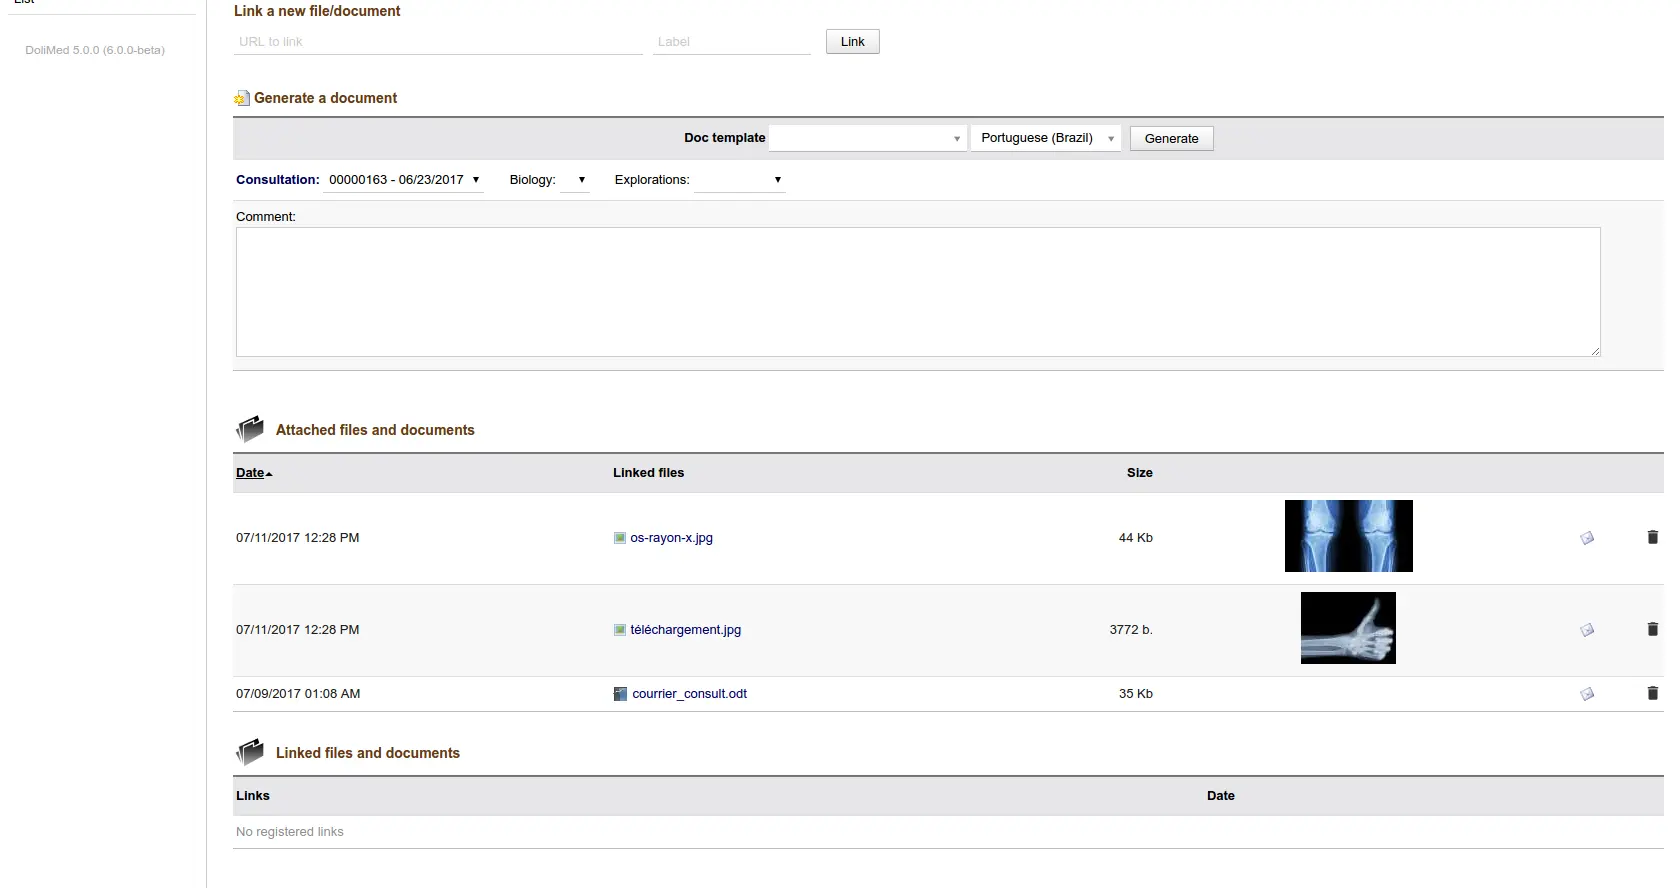 List
DoliMed 5.0.0 (6.0.0-beta)
Link a new file/document
URL to link
Label
Link
Generate a document
Doc template
Portuguese (Brazil)
Generate
Consultation: 00000163 - 06/23/2017 Biology: Explorations:
Comment:
Attached files and documents
Date Linked files Size
07/11/2017 12:28 PM os-rayon-x.jpg 44 Kb
07/11/2017 12:28 PM téléchargement.jpg 3772 b.
07/09/2017 01:08 AM courrier_consult.odt 35 Kb
Linked files and documents
Links Date
No registered links